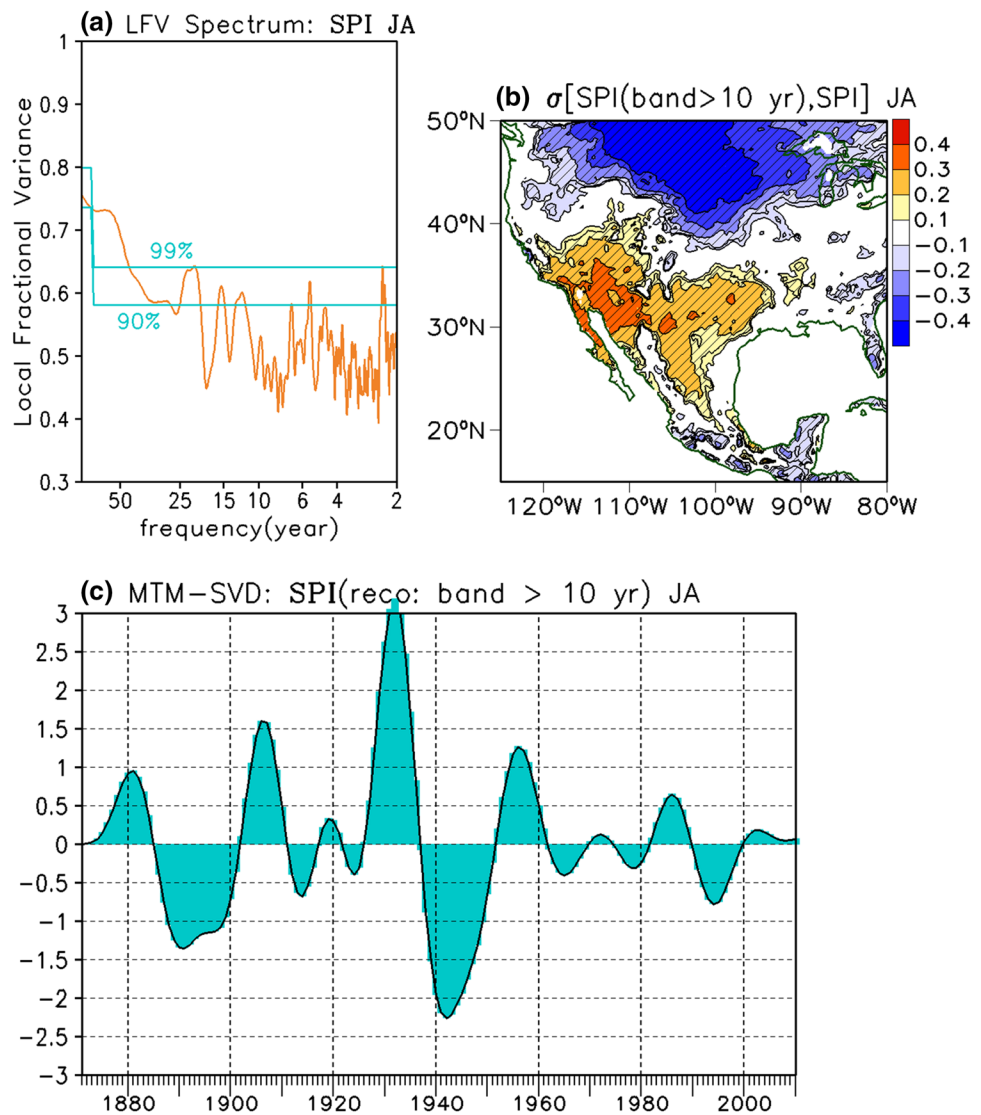 (a) LFV Spectrum: SPI JA
1
0.9
0.8
0.7
0.6
0.5
0.4
0.3
Local Fractional Variance
99%
90%
50 25 15 10 6 4 2
frequency(year)
(b) σ[SPI(band>10 yr),SPI] JA
50°N
40°N
30°N
20°N
120°W 110°W 100°W 90°W 80°W
0.4
0.3
0.2
0.1
−0.1
−0.2
−0.3
−0.4
(c) MTM-SVD: SPI(reco: band > 10 yr) JA
3
2.5
2
1.5
1
0.5
0
−0.5
−1
−1.5
−2
−2.5
−3
1880 1900 1920 1940 1960 1980 2000